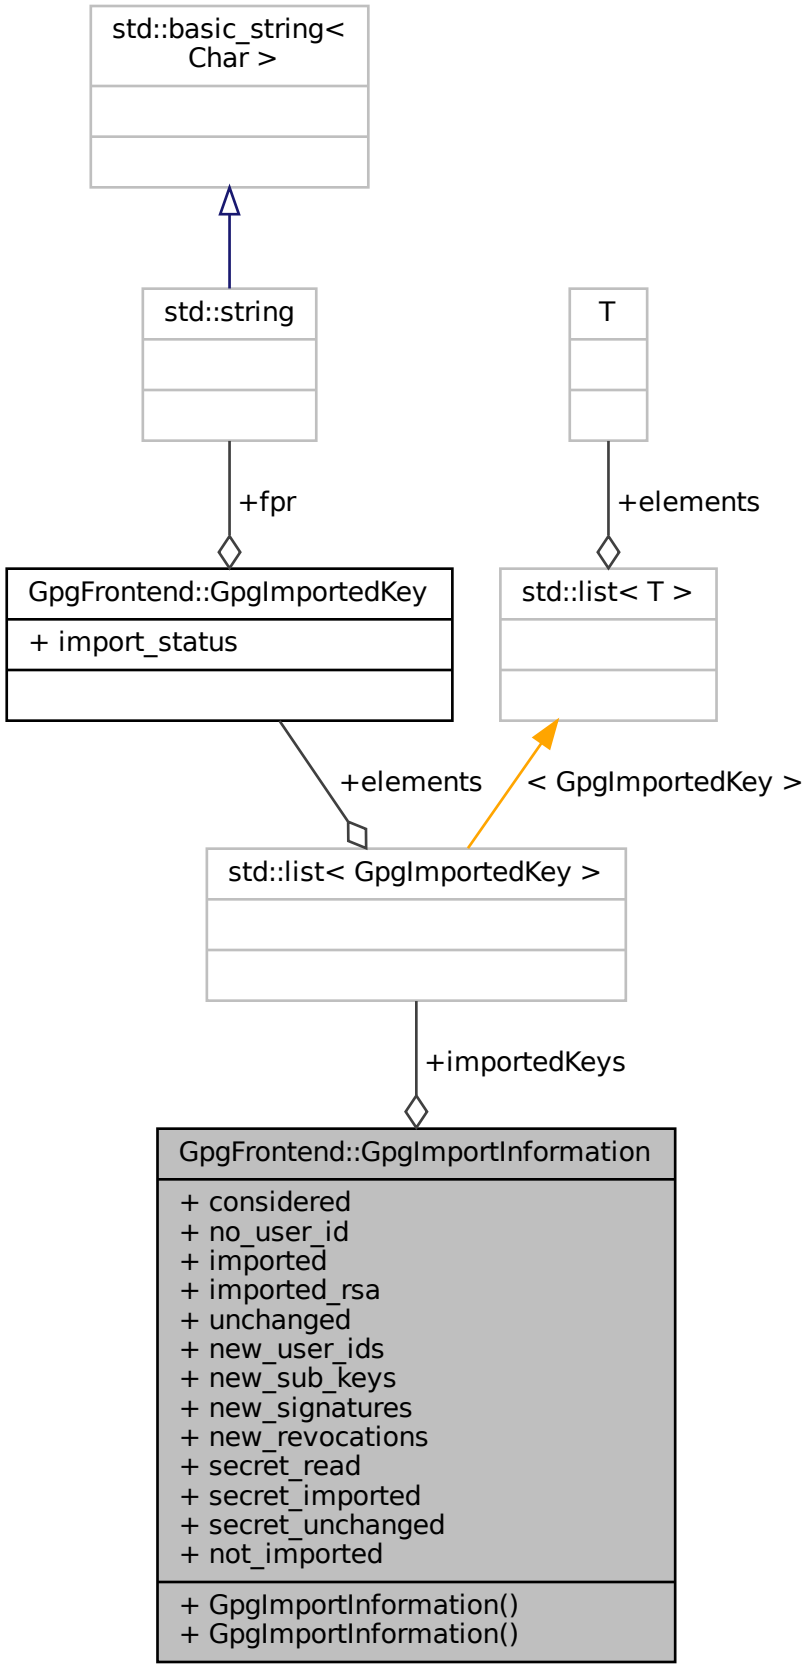 std::basic_string<
Char >
std::string
T
+fpr
+elements
GpgFrontend::GpgImportedKey
+ import_status
std::list< T >
+elements
< GpgImportedKey >
std::list< GpgImportedKey >
+importedKeys
GpgFrontend::GpgImportInformation
+ considered
+ no_user_id
+ imported
+ imported_rsa
+ unchanged
+ new_user_ids
+ new_sub_keys
+ new_signatures
+ new_revocations
+ secret_read
+ secret_imported
+ secret_unchanged
+ not_imported
+ GpgImportInformation()
+ GpgImportInformation()